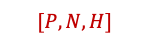 [P, N, H]